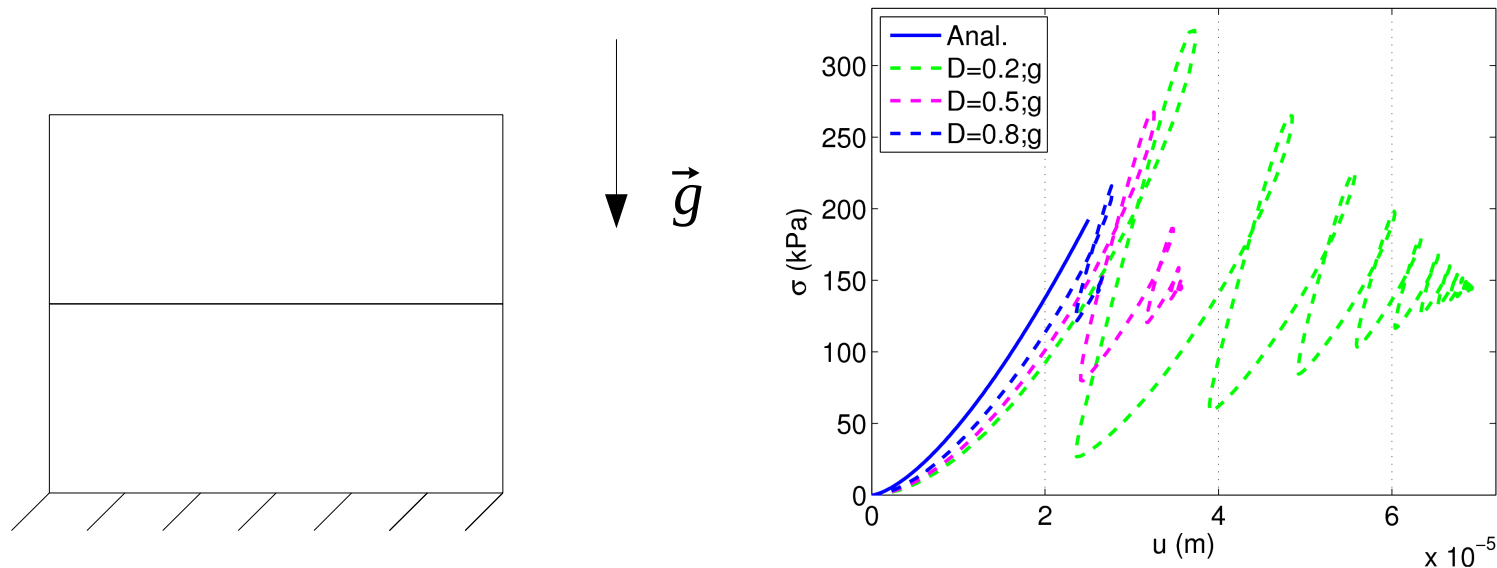 g
Anal.
D=0.2;g
D=0.5;g
D=0.8;g
σ (kPa)
300
250
200
150
100
50
0
0 2 4 6
u (m)
x 10⁻⁵